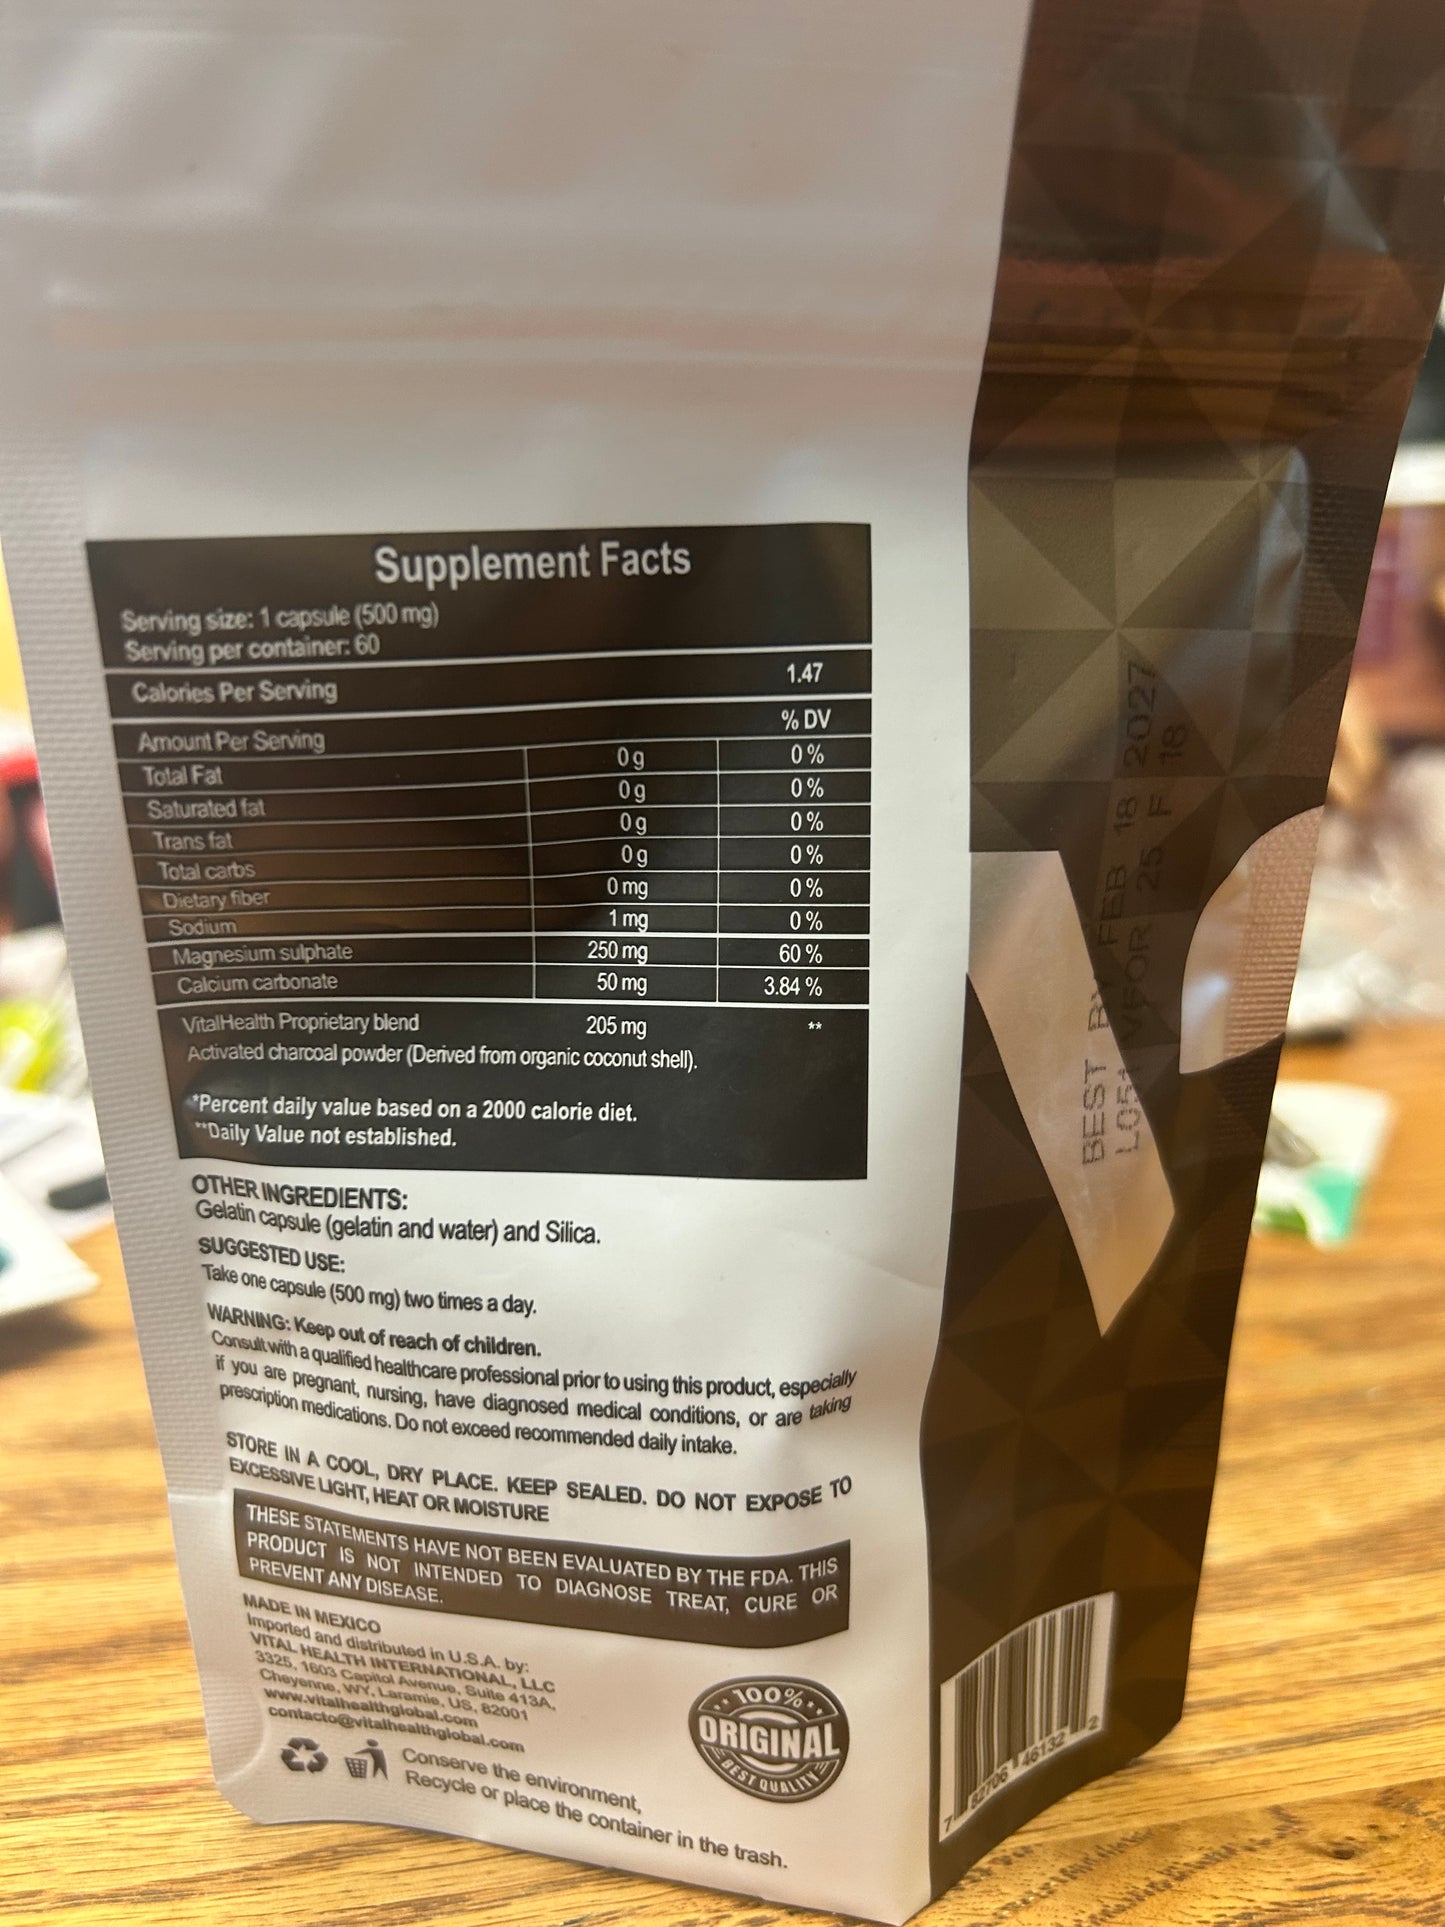 Supplement Facts
Serving size: 1 capsule (500 mg)
Serving per container: 60
Calories Per Serving 1.47
Amount Per Serving % DV
Total Fat 0 g 0 %
Saturated fat 0 g 0 %
Trans fat 0 g 0 %
Total carbs 0 g 0 %
Dietary fiber 0 mg 0 %
Sodium 1 mg 0 %
Magnesium sulphate 250 mg 60 %
Calcium carbonate 50 mg 3.84 %
VitalHealth Proprietary blend 205 mg **
Activated charcoal powder (Derived from organic coconut shell).
*Percent daily value based on a 2000 calorie diet.
**Daily Value not established.
OTHER INGREDIENTS:
Gelatin capsule (gelatin and water) and Silica.
SUGGESTED USE:
Take one capsule (500 mg) two times a day.
WARNING: Keep out of reach of children.
Consult with a qualified healthcare professional prior to using this product, especially
if you are pregnant, nursing, have diagnosed medical conditions, or are taking
prescription medications. Do not exceed recommended daily intake.
STORE IN A COOL, DRY PLACE. KEEP SEALED. DO NOT EXPOSE TO
EXCESSIVE LIGHT, HEAT OR MOISTURE
THESE STATEMENTS HAVE NOT BEEN EVALUATED BY THE FDA. THIS
PRODUCT IS NOT INTENDED TO DIAGNOSE TREAT, CURE OR
PREVENT ANY DISEASE.
MADE IN MEXICO
Imported and distributed in U.S.A. by:
VITAL HEALTH INTERNATIONAL, LLC
3325, 1603 Capitol Avenue, Suite 413A,
Cheyenne, WY, Laramie, US, 82001
www.vitalhealthglobal.com
contacto@vitalhealthglobal.com
Conserve the environment,
Recycle or place the container in the trash.
100%
ORIGINAL
BEST QUALITY
BEST BY FEB 18 2027
L051 VFOR 25 F 18
7 82706 46132 2